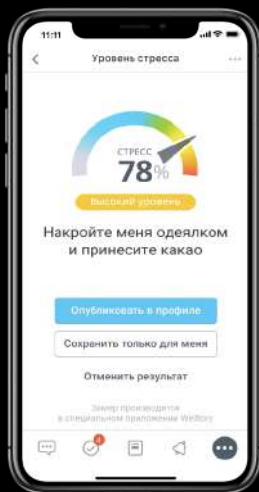 11:11
Уровень стресса
СТРЕСС
78%
Высокий уровень
Накройте меня одеялком
и принесите какао
Опубликовать в профиле
Сохранить только для меня
Отменить результат
Замер производится
в специальном приложении Welltory
4